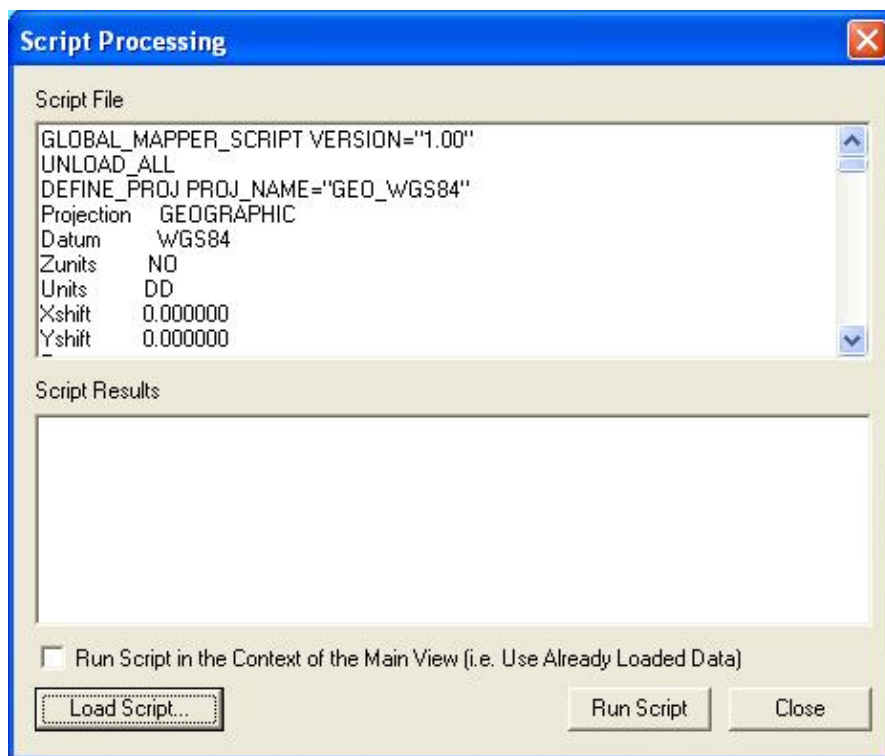 Script Processing
Script File
GLOBAL_MAPPER_SCRIPT VERSION="1.00"
UNLOAD_ALL
DEFINE_PROJ PROJ_NAME="GEO_WGS84"
Projection GEOGRAPHIC
Datum WGS84
Zunits NO
Units DD
Xshift 0.000000
Yshift 0.000000
Script Results
Run Script in the Context of the Main View (i.e. Use Already Loaded Data)
Load Script... Run Script Close